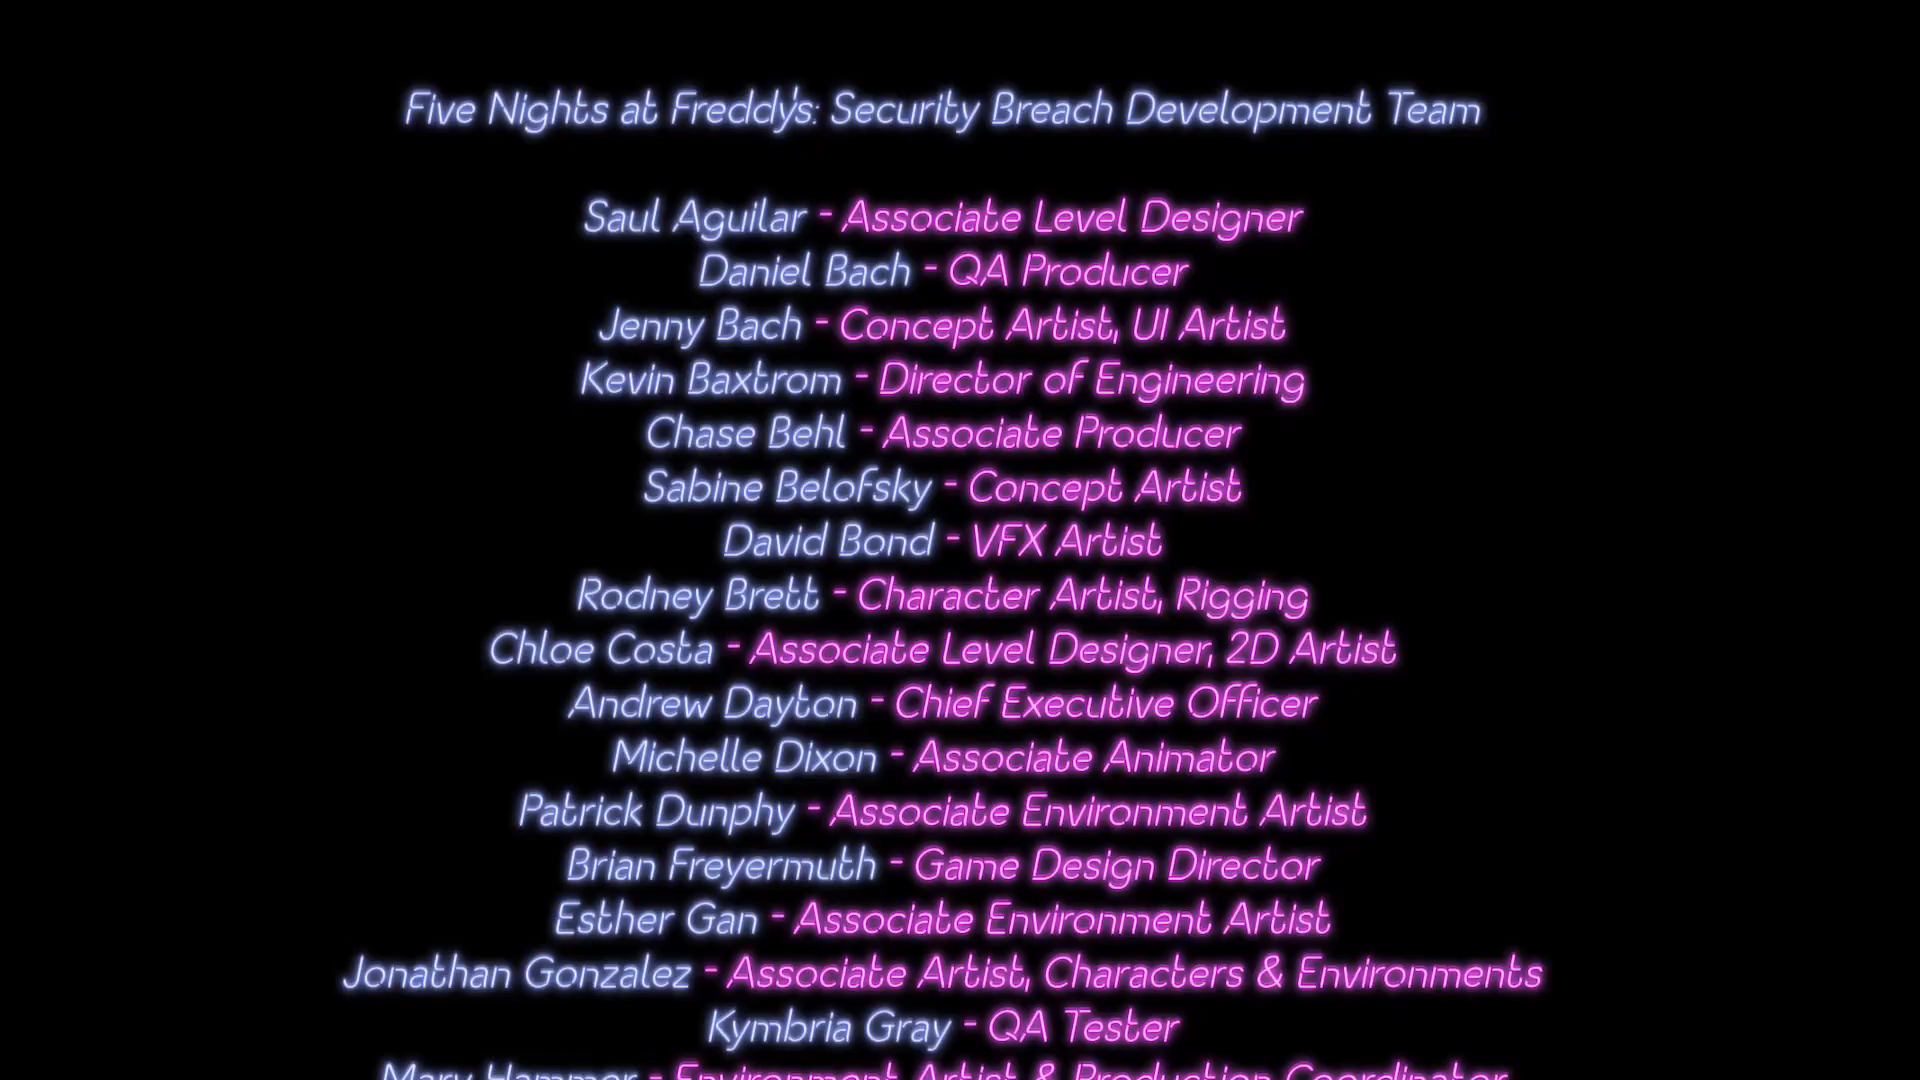 Five Nights at Freddy's: Security Breach Development Team
Saul Aguilar - Associate Level Designer
Daniel Bach - QA Producer
Jenny Bach - Concept Artist, UI Artist
Kevin Baxtrom - Director of Engineering
Chase Behl - Associate Producer
Sabine Belofsky - Concept Artist
David Bond - VFX Artist
Rodney Brett - Character Artist, Rigging
Chloe Costa - Associate Level Designer, 2D Artist
Andrew Dayton - Chief Executive Officer
Michelle Dixon - Associate Animator
Patrick Dunphy - Associate Environment Artist
Brian Freyermuth - Game Design Director
Esther Gan - Associate Environment Artist
Jonathan Gonzalez - Associate Artist, Characters & Environments
Kymbria Gray - QA Tester
Mary Hammer - Environment Artist & Production Coordinator